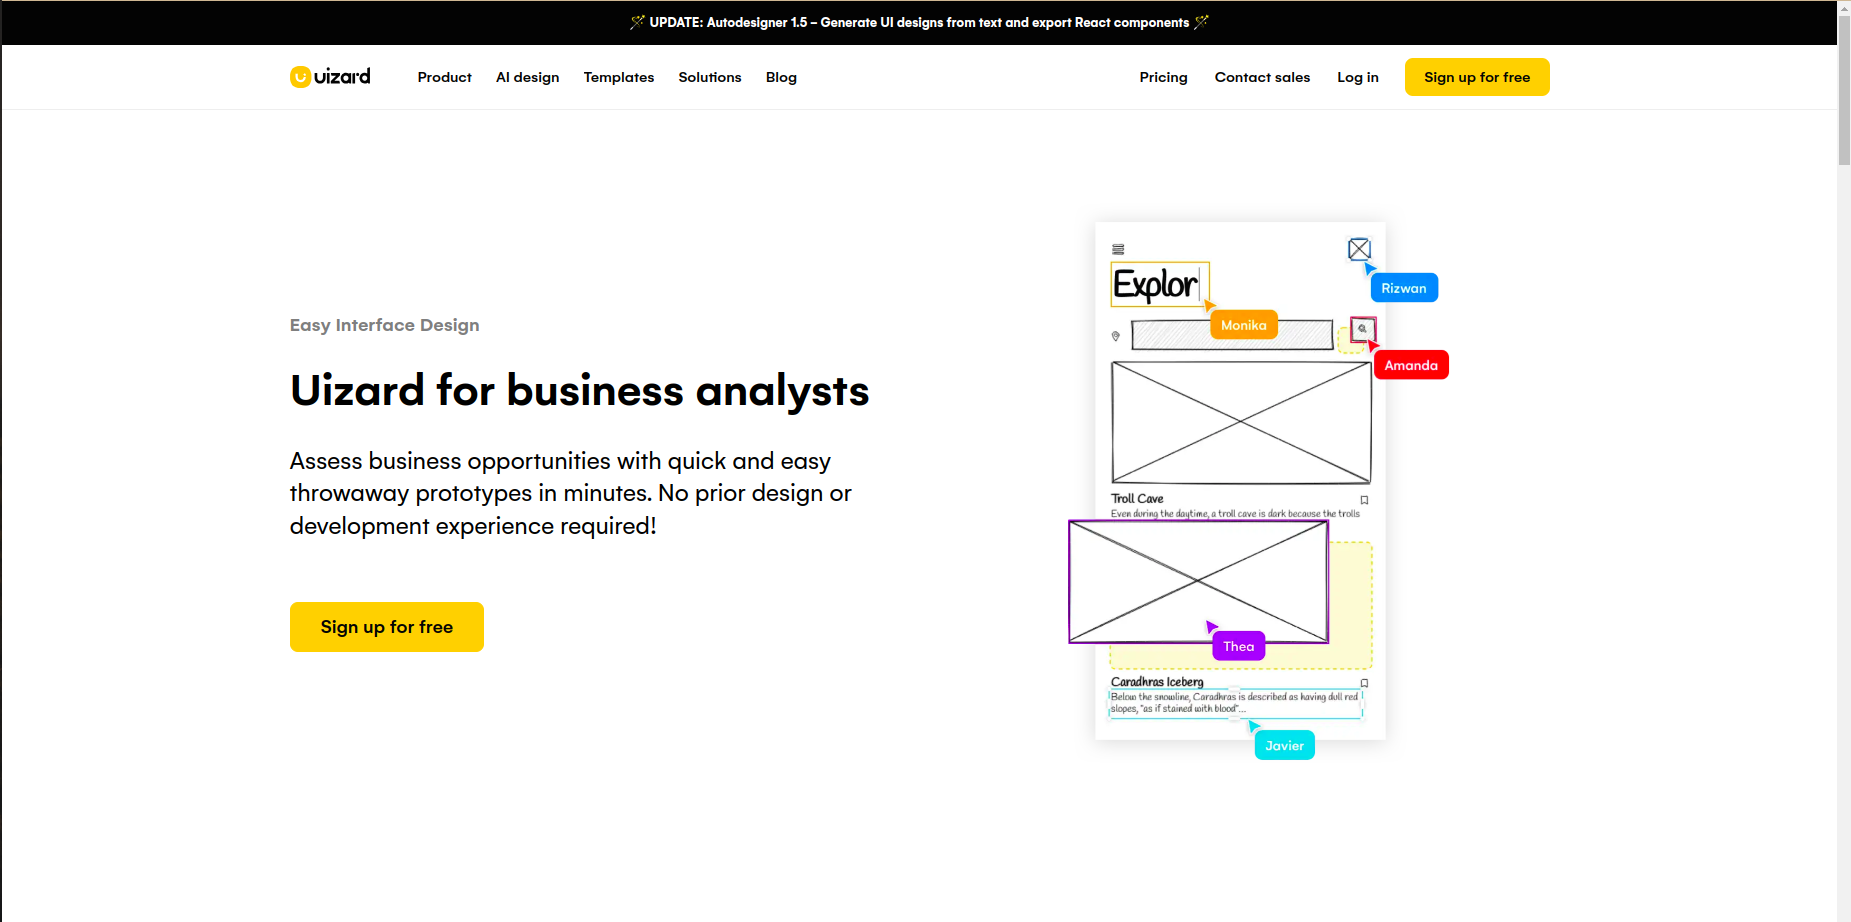 UPDATE: Autodesigner 1.5 – Generate UI designs from text and export React components
uizard
Product AI design Templates Solutions Blog Pricing Contact sales Log in Sign up for free
Easy Interface Design
Uizard for business analysts
Assess business opportunities with quick and easy
throwaway prototypes in minutes. No prior design or
development experience required!
Sign up for free
Explor
Rizwan
Monika
Amanda
Troll Cave
Even during the daytime, a troll cave is dark because the trolls
Thea
Caradhras Iceberg
Below the snowline, Caradhras is described as having dull red
slopes, "as if stained with blood"...
Javier